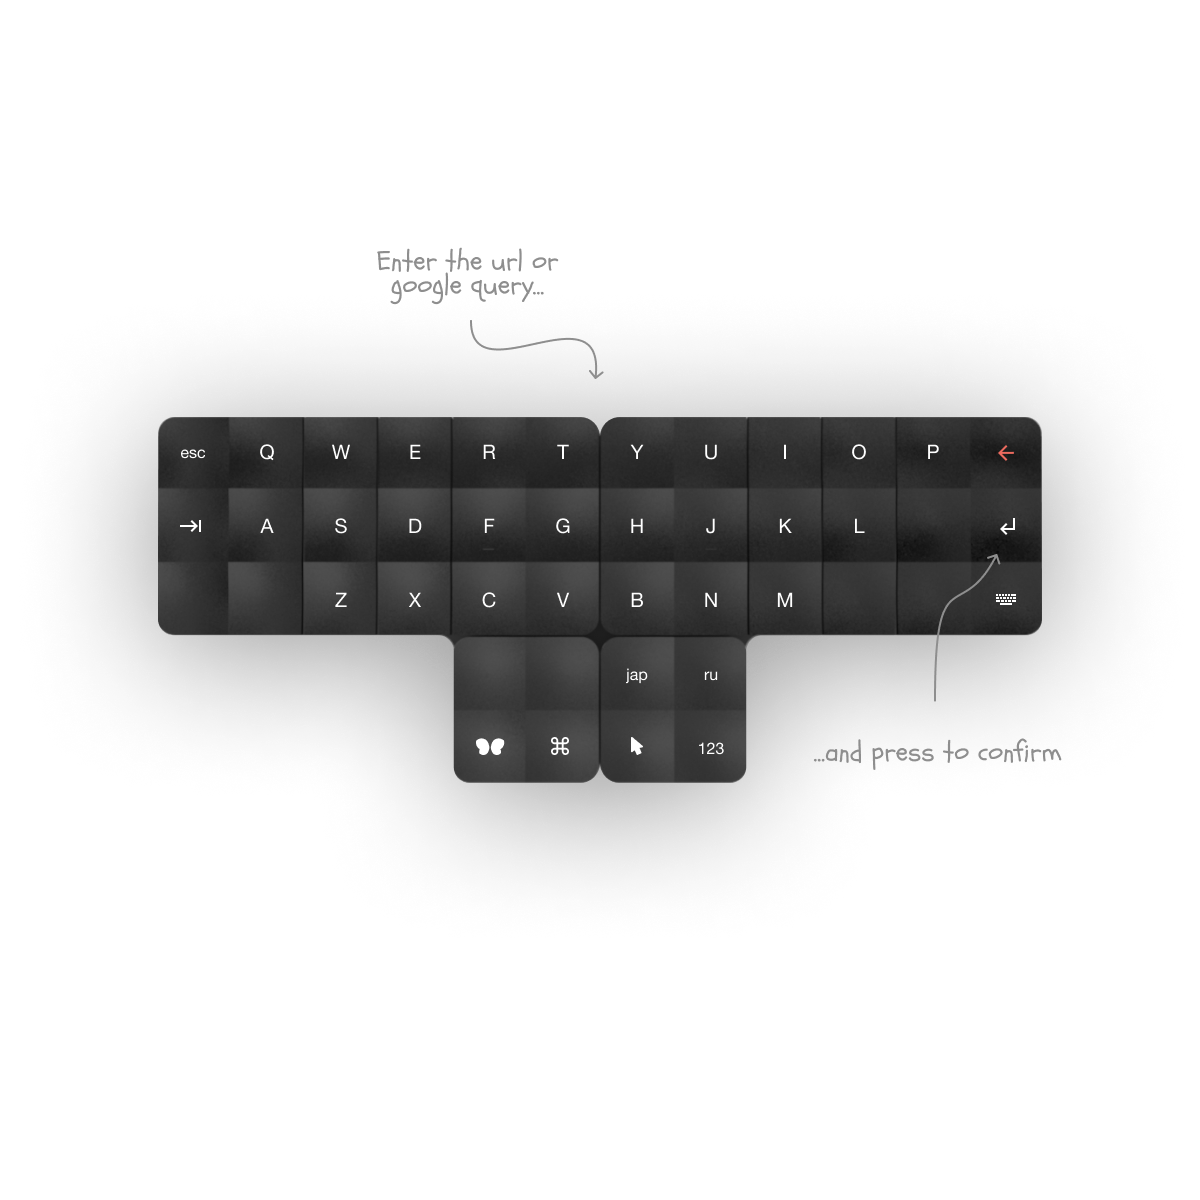 Enter the url or
google query...
esc Q W E R T Y U I O P
A S D F G H J K L
Z X C V B N M
jap ru
123
...and press to confirm